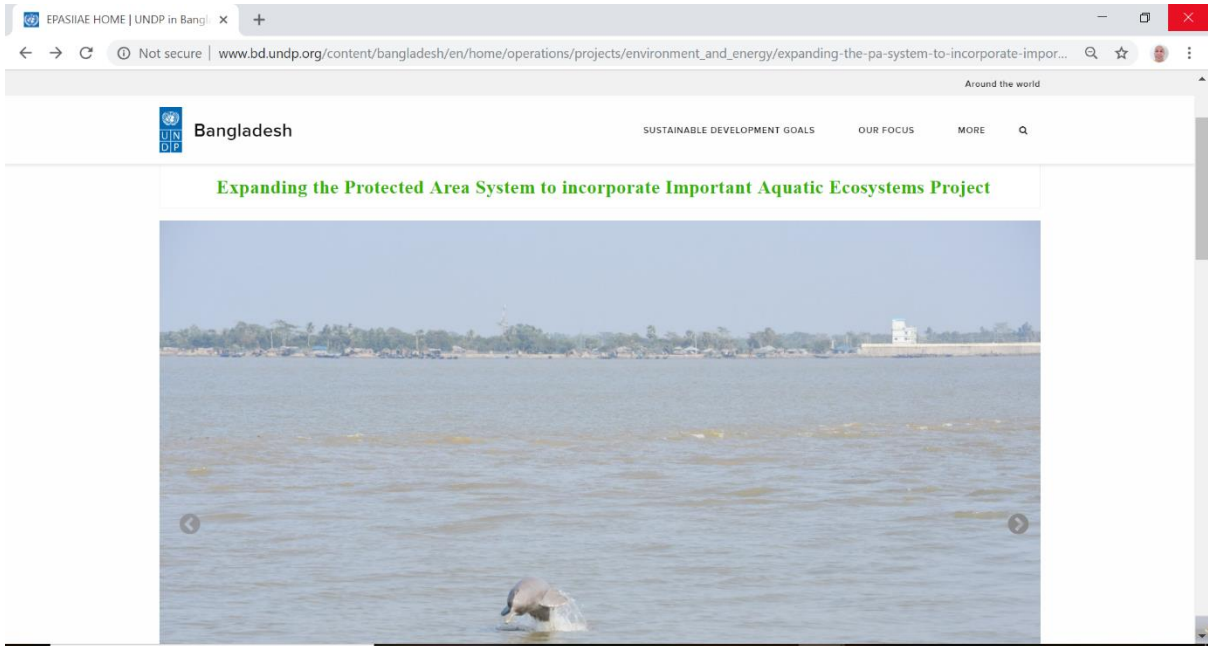 EPASIIAE HOME | UNDP in Bangl
Not secure | www.bd.undp.org/content/bangladesh/en/home/operations/projects/environment_and_energy/expanding-the-pa-system-to-incorporate-impor...
Around the world
U N
D P
Bangladesh
SUSTAINABLE DEVELOPMENT GOALS OUR FOCUS MORE
Expanding the Protected Area System to incorporate Important Aquatic Ecosystems Project